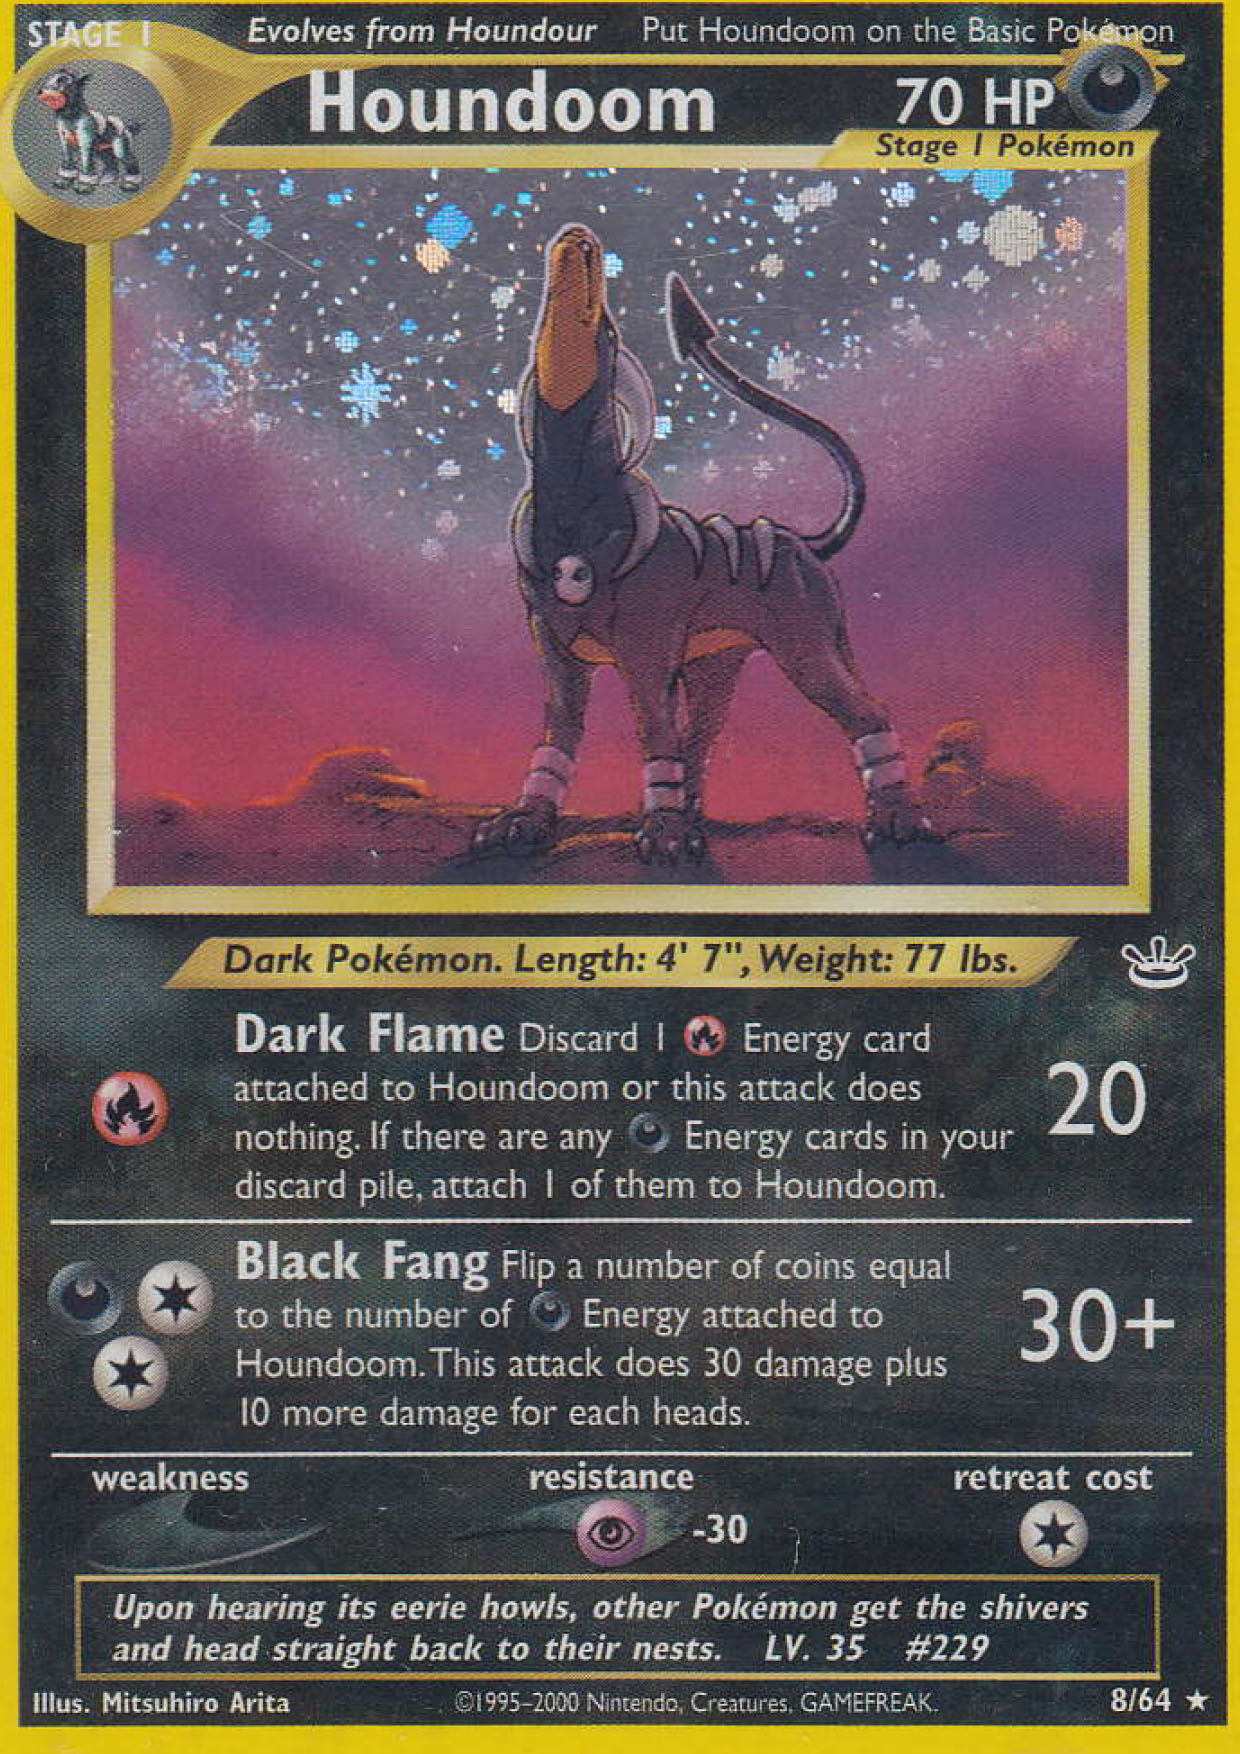 STAGE 1 Evolves from Houndour Put Houndoom on the Basic Pokémon
Houndoom 70 HP
Stage 1 Pokémon
Dark Pokémon. Length: 4' 7", Weight: 77 lbs.
Dark Flame Discard 1 Energy card
attached to Houndoom or this attack does
nothing. If there are any Energy cards in your
discard pile, attach 1 of them to Houndoom.
20
Black Fang Flip a number of coins equal
to the number of Energy attached to
Houndoom. This attack does 30 damage plus
10 more damage for each heads.
30+
weakness resistance retreat cost
-30
Upon hearing its eerie howls, other Pokémon get the shivers
and head straight back to their nests. LV. 35 #229
Illus. Mitsuhiro Arita ©1995-2000 Nintendo, Creatures, GAMEFREAK. 8/64 ★